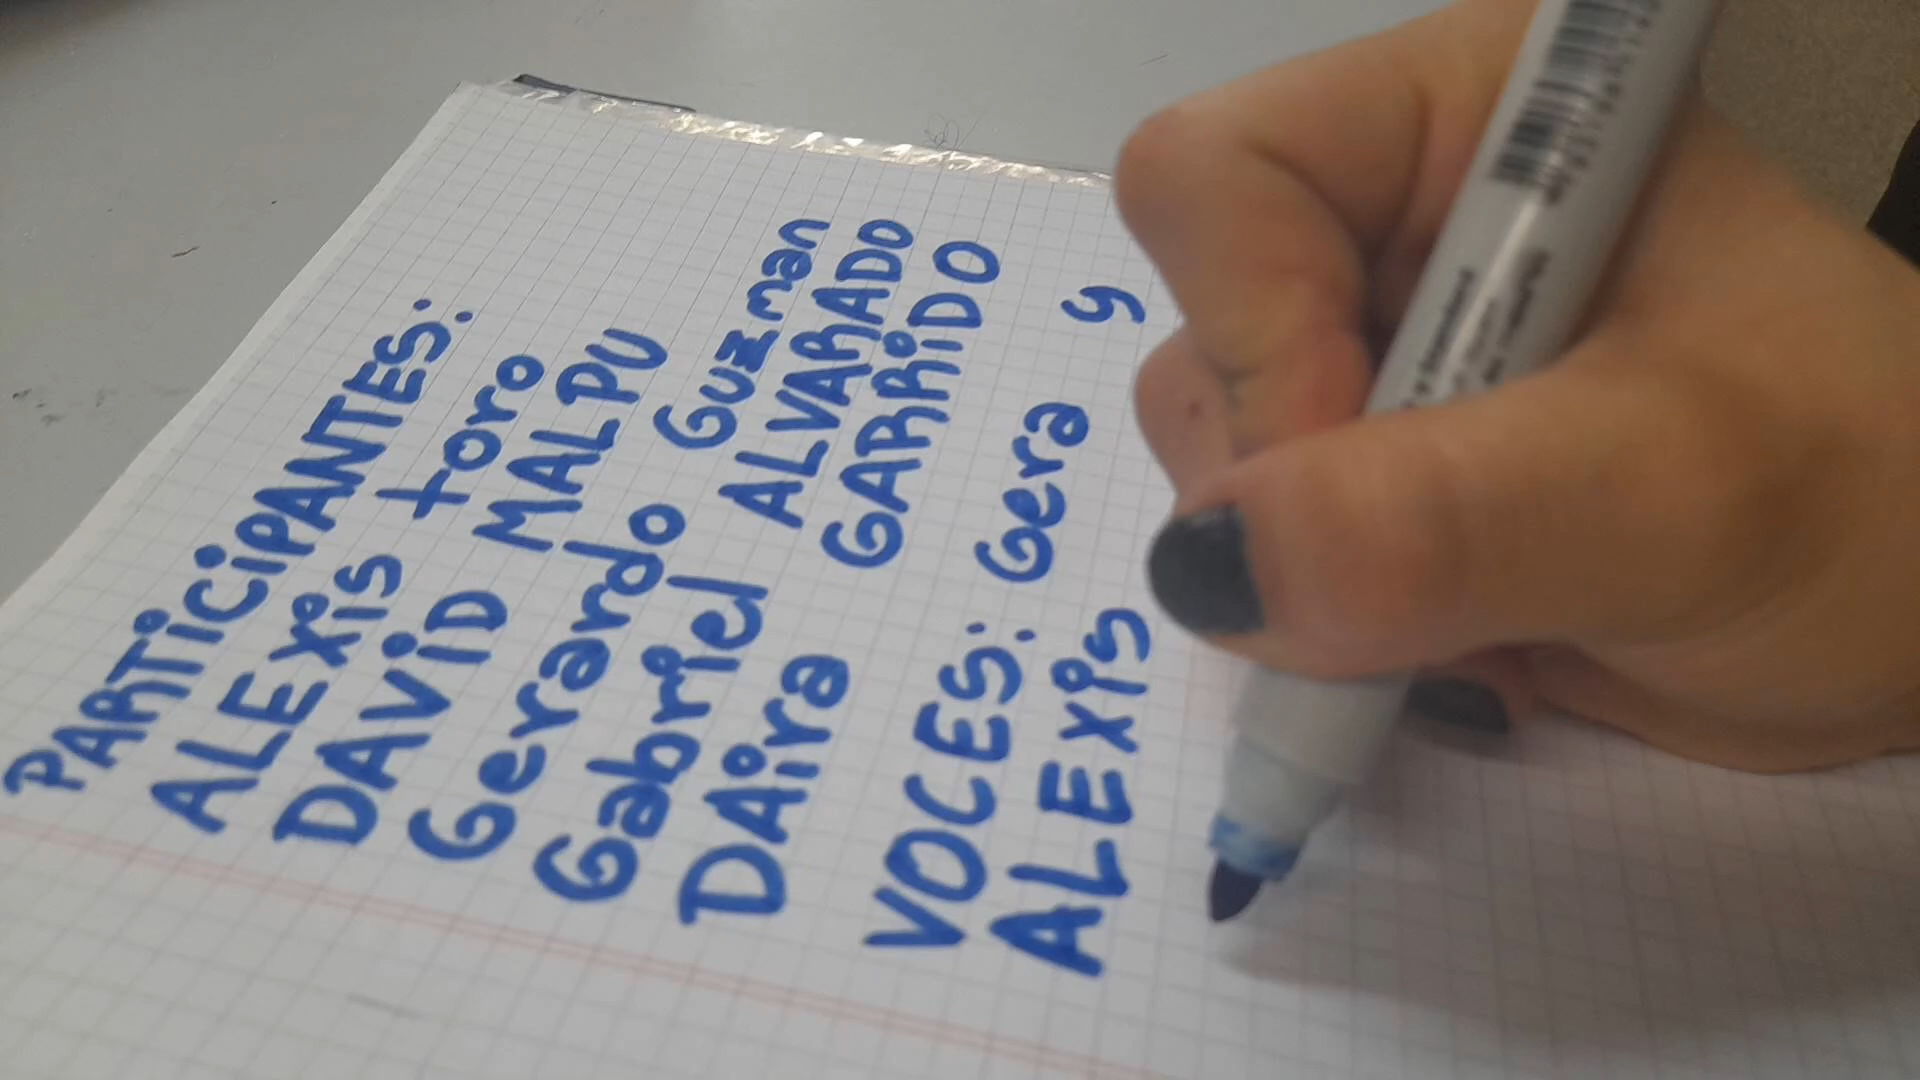 PARTICIPANTES:
ALExis toro
DAViD MALPU
Gerardo Guzman
Gabriel ALVARADO
DAira GARRiDO
VOCES: Gera y
ALExis